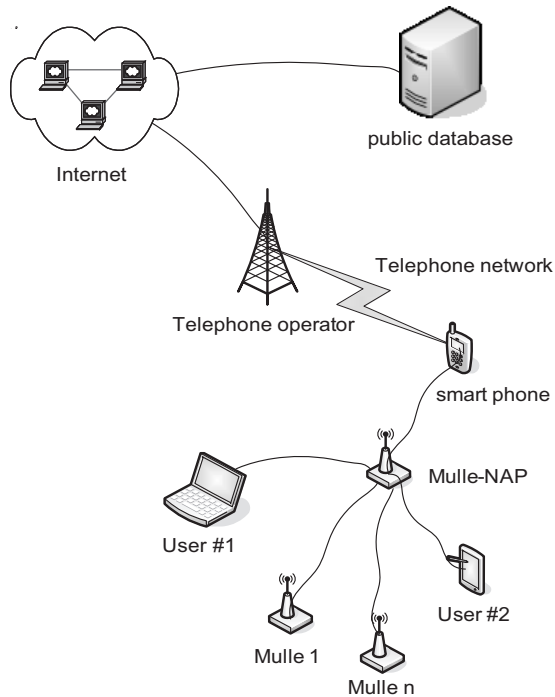 public database
Internet
Telephone network
Telephone operator
smart phone
Mulle-NAP
User #1
User #2
Mulle 1
Mulle n